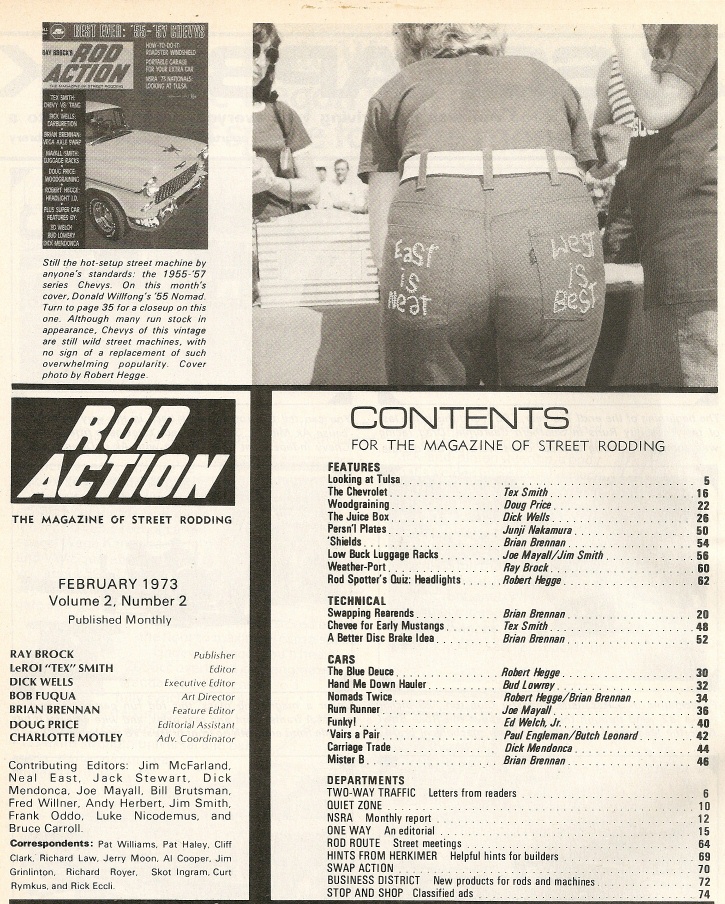 BEST EVER: '55-'57 CHEVYS
RAY BROCK'S
ROD
ACTION
THE MAGAZINE OF STREET RODDING
HOW-TO-DO-IT:
ROADSTER WINDSHIELD
PORTABLE GARAGE
FOR YOUR EXTRA CAR
NSRA '73 NATIONALS:
LOOKING AT TULSA
TEX SMITH:
CHEVY VS. 'TANG
DICK WELLS:
CARBURETION
BRIAN BRENNAN:
VEGA AXLE SWAP
MAYALL SMITH:
LUGGAGE RACKS
DOUG PRICE:
WOODGRAINING
ROBERT HEGGE:
HEADLIGHT I.D.
PLUS SUPER CAR
FEATURES BY:
ED WELCH
BUD LOWERY
DICK MENDONCA
East
is
Neat
West
is
Best
Still the hot-setup street machine by
anyone's standards: the 1955-'57
series Chevys. On this month's
cover, Donald Willfong's '55 Nomad.
Turn to page 35 for a closeup on this
one. Although many run stock in
appearance, Chevys of this vintage
are still wild street machines, with
no sign of a replacement of such
overwhelming popularity. Cover
photo by Robert Hegge.
ROD
ACTION
THE MAGAZINE OF STREET RODDING
FEBRUARY 1973
Volume 2, Number 2
Published Monthly
RAY BROCK Publisher
LeROI "TEX" SMITH Editor
DICK WELLS Executive Editor
BOB FUQUA Art Director
BRIAN BRENNAN Feature Editor
DOUG PRICE Editorial Assistant
CHARLOTTE MOTLEY Adv. Coordinator
Contributing Editors: Jim McFarland,
Neal East, Jack Stewart, Dick
Mendonca, Joe Mayall, Bill Brutsman,
Fred Willner, Andy Herbert, Jim Smith,
Frank Oddo, Luke Nicodemus, and
Bruce Carroll.
Correspondents: Pat Williams, Pat Haley, Cliff
Clark, Richard Law, Jerry Moon, Al Cooper, Jim
Grinlinton, Richard Royer, Skot Ingram, Curt
Rymkus, and Rick Eccli.
CONTENTS
FOR THE MAGAZINE OF STREET RODDING
FEATURES
Looking at Tulsa 5
The Chevrolet Tex Smith 16
Woodgraining Doug Price 22
The Juice Box Dick Wells 26
Persn'l Plates Junji Nakamura 50
'Shields Brian Brennan 54
Low Buck Luggage Racks Joe Mayall/Jim Smith 56
Weather-Port Ray Brock 60
Rod Spotter's Quiz: Headlights Robert Hegge 62
TECHNICAL
Swapping Rearends Brian Brennan 20
Chevee for Early Mustangs Tex Smith 48
A Better Disc Brake Idea Brian Brennan 52
CARS
The Blue Deuce Robert Hegge 30
Hand Me Down Hauler Bud Lowrey 32
Nomads Twice Robert Hegge/Brian Brennan 34
Rum Runner Joe Mayall 36
Funky! Ed Welch, Jr. 40
'Vairs a Pair Paul Engleman/Butch Leonard 42
Carriage Trade Dick Mendonca 44
Mister B Brian Brennan 46
DEPARTMENTS
TWO-WAY TRAFFIC Letters from readers 6
QUIET ZONE 10
NSRA Monthly report 12
ONE WAY An editorial 15
ROD ROUTE Street meetings 64
HINTS FROM HERKIMER Helpful hints for builders 69
SWAP ACTION 70
BUSINESS DISTRICT New products for rods and machines 72
STOP AND SHOP Classified ads 74